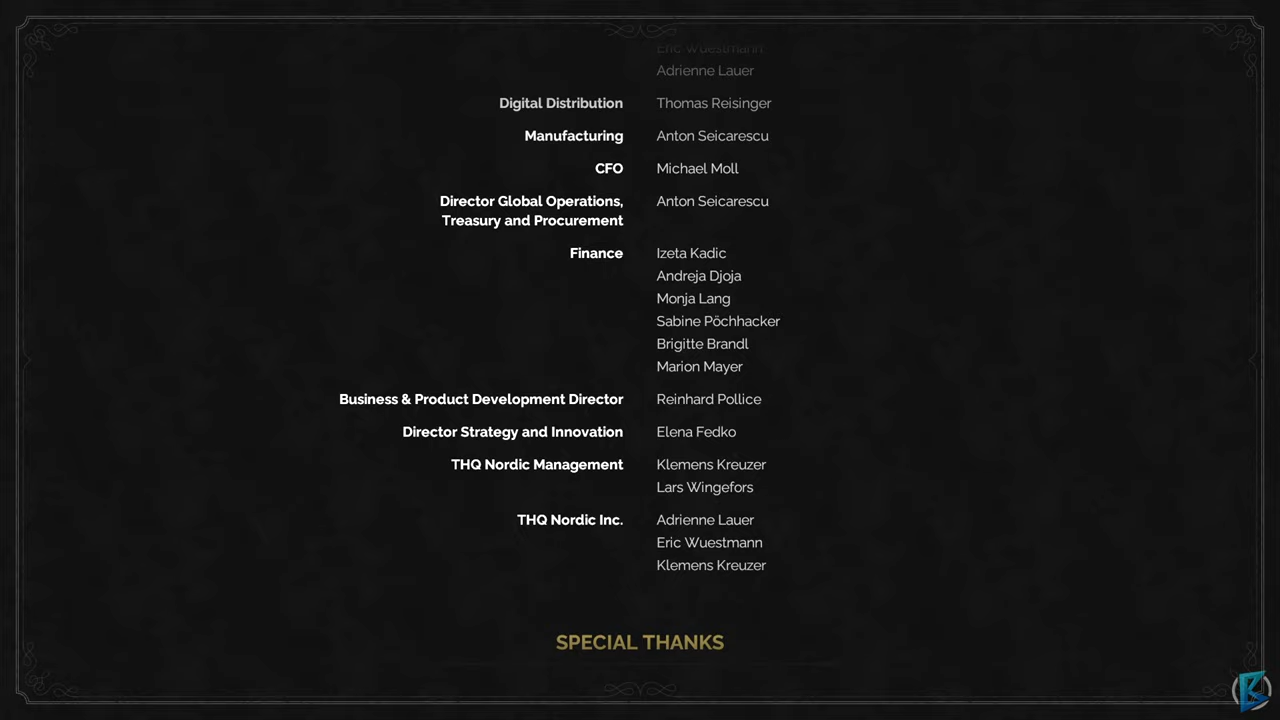 Eric Wuestmann
Adrienne Lauer
Digital Distribution Thomas Reisinger
Manufacturing Anton Seicarescu
CFO Michael Moll
Director Global Operations, Anton Seicarescu
Treasury and Procurement
Finance Izeta Kadic
Andreja Djoja
Monja Lang
Sabine Pöchhacker
Brigitte Brandl
Marion Mayer
Business & Product Development Director Reinhard Pollice
Director Strategy and Innovation Elena Fedko
THQ Nordic Management Klemens Kreuzer
Lars Wingefors
THQ Nordic Inc. Adrienne Lauer
Eric Wuestmann
Klemens Kreuzer
SPECIAL THANKS